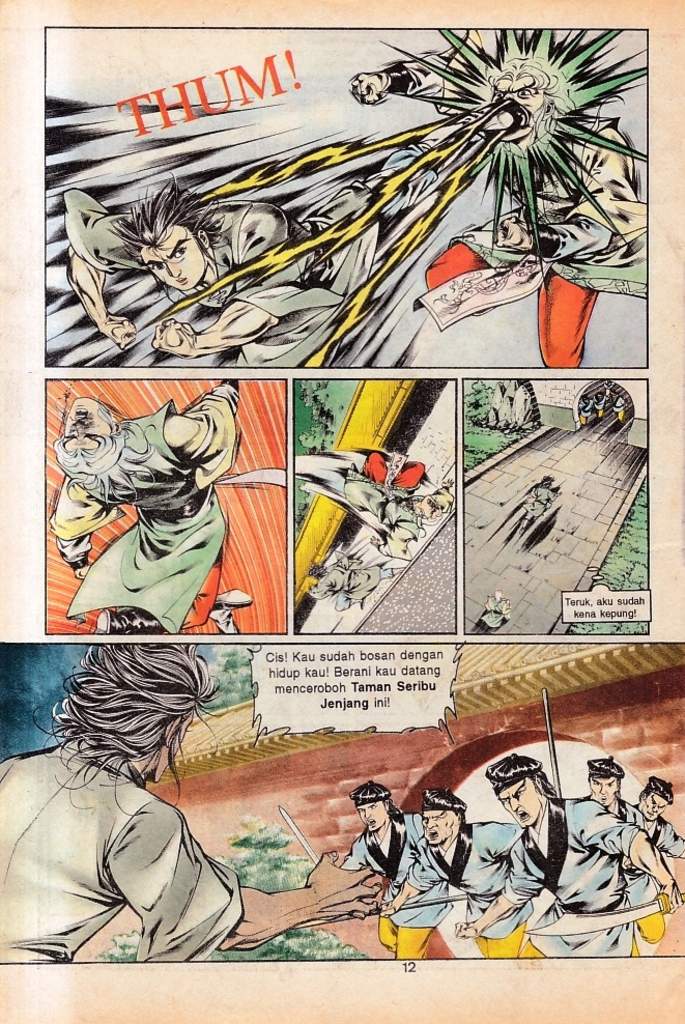 THUM!
Teruk, aku sudah
kena kepung!
Cis! Kau sudah bosan dengan
hidup kau! Berani kau datang
menceroboh Taman Seribu
Jenjang ini!
12